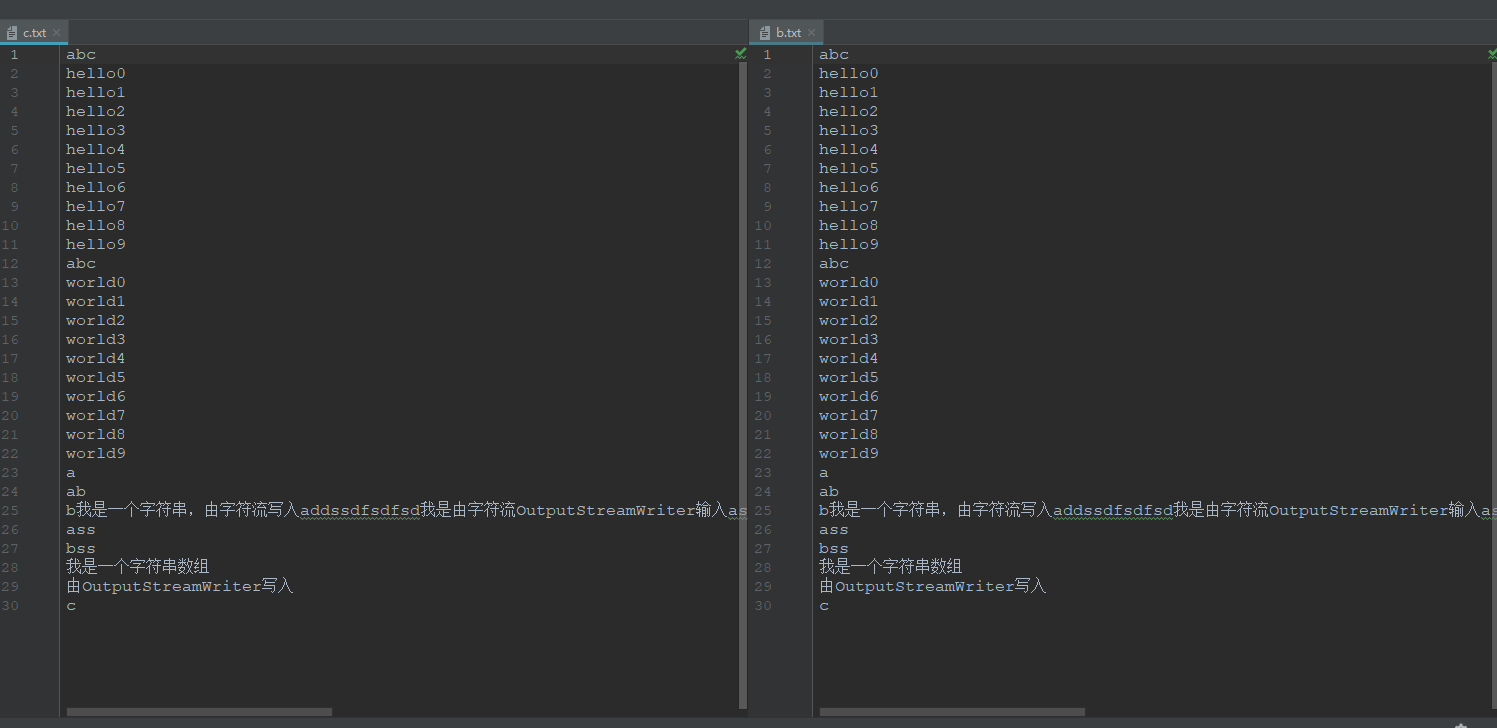 c.txt
1 abc
2 hello0
3 hello1
4 hello2
5 hello3
6 hello4
7 hello5
8 hello6
9 hello7
10 hello8
11 hello9
12 abc
13 world0
14 world1
15 world2
16 world3
17 world4
18 world5
19 world6
20 world7
21 world8
22 world9
23 a
24 ab
25 b我是一个字符串，由字符流写入addssdfsdfsd我是由字符流OutputStreamWriter输入as
26 ass
27 bss
28 我是一个字符串数组
29 由OutputStreamWriter写入
30 c
b.txt
1 abc
2 hello0
3 hello1
4 hello2
5 hello3
6 hello4
7 hello5
8 hello6
9 hello7
10 hello8
11 hello9
12 abc
13 world0
14 world1
15 world2
16 world3
17 world4
18 world5
19 world6
20 world7
21 world8
22 world9
23 a
24 ab
25 b我是一个字符串，由字符流写入addssdfsdfsd我是由字符流OutputStreamWriter输入as
26 ass
27 bss
28 我是一个字符串数组
29 由OutputStreamWriter写入
30 c